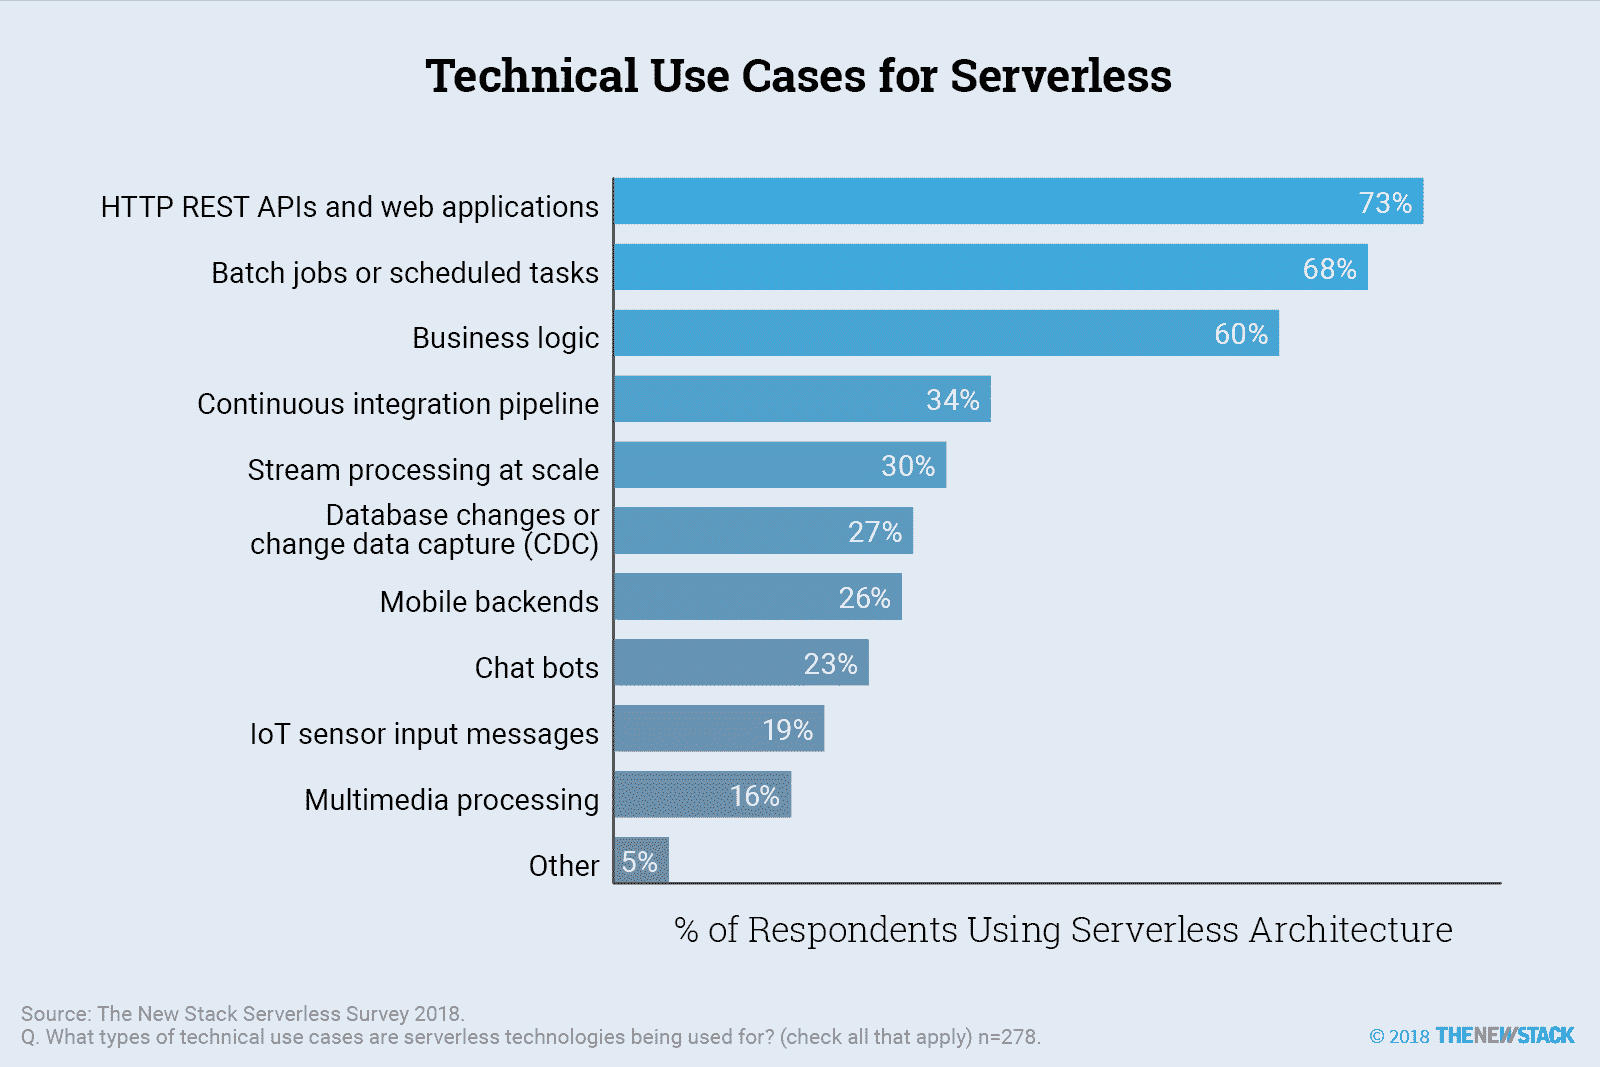 Technical Use Cases for Serverless
HTTP REST APIs and web applications 73%
Batch jobs or scheduled tasks 68%
Business logic 60%
Continuous integration pipeline 34%
Stream processing at scale 30%
Database changes or
change data capture (CDC) 27%
Mobile backends 26%
Chat bots 23%
IoT sensor input messages 19%
Multimedia processing 16%
Other 5%
% of Respondents Using Serverless Architecture
Source: The New Stack Serverless Survey 2018.
Q. What types of technical use cases are serverless technologies being used for? (check all that apply) n=278.
© 2018 THENEWSTACK